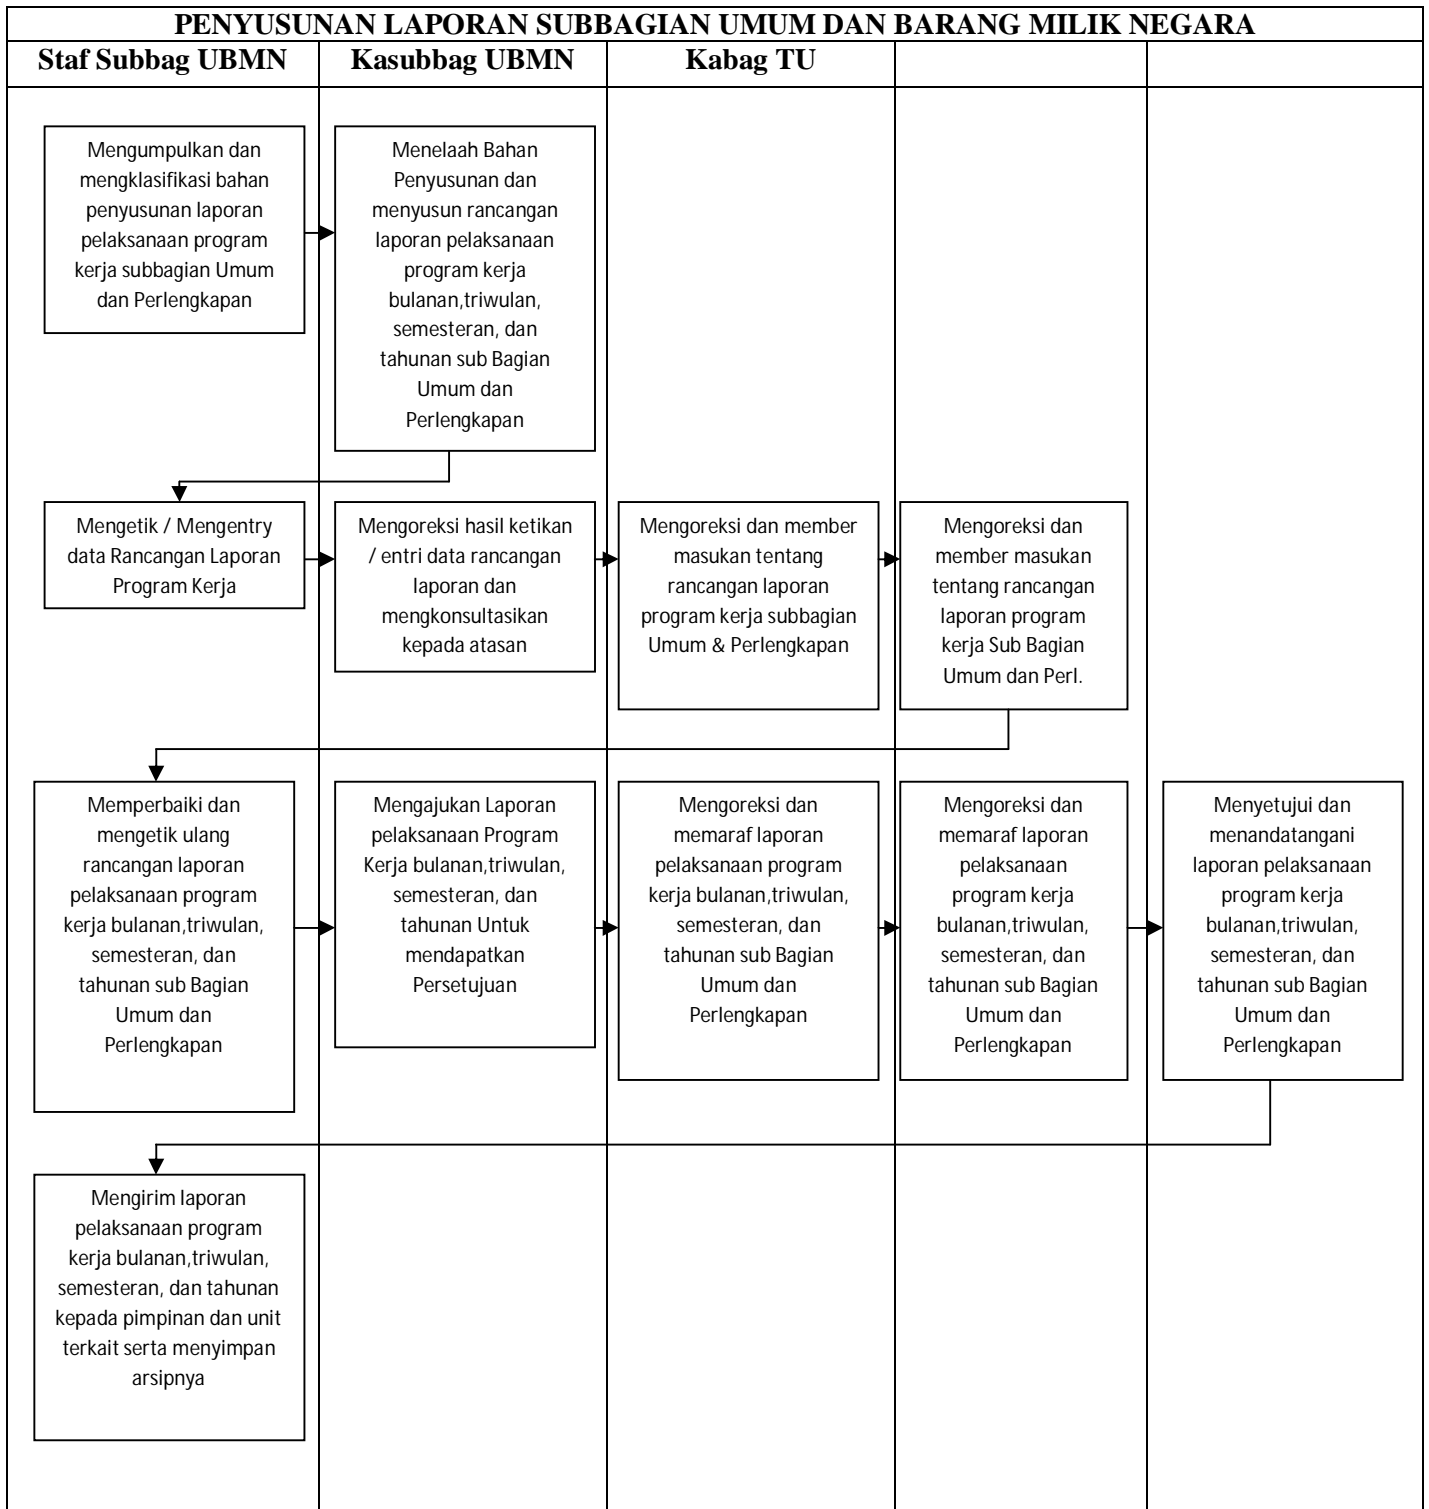 PENYUSUNAN LAPORAN SUBBAGIAN UMUM DAN BARANG MILIK NEGARA
Staf Subbag UBMN
Kasubbag UBMN
Kabag TU
Mengumpulkan dan
mengklasifikasi bahan
penyusunan laporan
pelaksanaan program
kerja subbagian Umum
dan Perlengkapan
Menelaah Bahan
Penyusunan dan
menyusun rancangan
laporan pelaksanaan
program kerja
bulanan,triwulan,
semesteran, dan
tahunan sub Bagian
Umum dan
Perlengkapan
Mengetik / Mengentry
data Rancangan Laporan
Program Kerja
Mengoreksi hasil ketikan
/ entri data rancangan
laporan dan
mengkonsultasikan
kepada atasan
Mengoreksi dan member
masukan tentang
rancangan laporan
program kerja subbagian
Umum & Perlengkapan
Mengoreksi dan
member masukan
tentang rancangan
laporan program
kerja Sub Bagian
Umum dan Perl.
Memperbaiki dan
mengetik ulang
rancangan laporan
pelaksanaan program
kerja bulanan,triwulan,
semesteran, dan
tahunan sub Bagian
Umum dan
Perlengkapan
Mengajukan Laporan
pelaksanaan Program
Kerja bulanan,triwulan,
semesteran, dan
tahunan Untuk
mendapatkan
Persetujuan
Mengoreksi dan
memaraf laporan
pelaksanaan program
kerja bulanan,triwulan,
semesteran, dan
tahunan sub Bagian
Umum dan
Perlengkapan
Mengoreksi dan
memaraf laporan
pelaksanaan
program kerja
bulanan,triwulan,
semesteran, dan
tahunan sub Bagian
Umum dan
Perlengkapan
Menyetujui dan
menandatangani
laporan pelaksanaan
program kerja
bulanan,triwulan,
semesteran, dan
tahunan sub Bagian
Umum dan
Perlengkapan
Mengirim laporan
pelaksanaan program
kerja bulanan,triwulan,
semesteran, dan tahunan
kepada pimpinan dan unit
terkait serta menyimpan
arsipnya